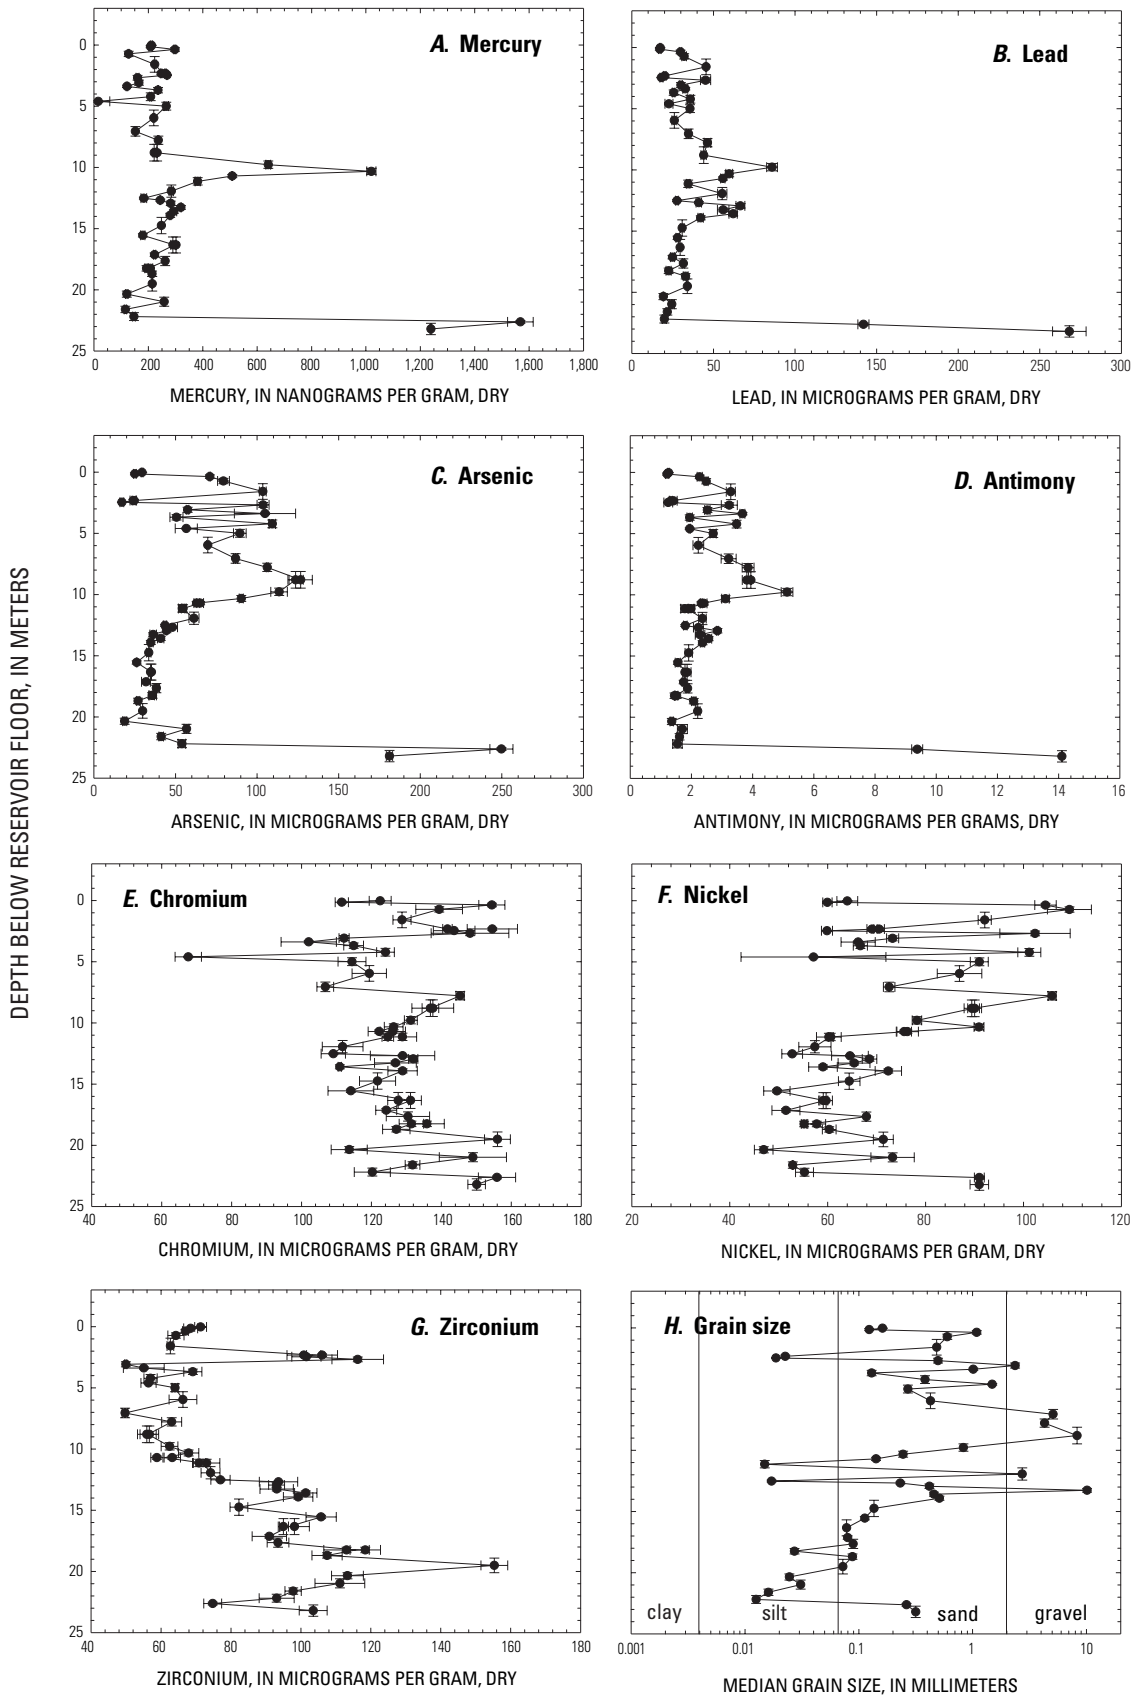 DEPTH BELOW RESERVOIR FLOOR, IN METERS
A. Mercury
0
5
10
15
20
25
0 200 400 600 800 1,000 1,200 1,400 1,600 1,800
MERCURY, IN NANOGRAMS PER GRAM, DRY
B. Lead
0 50 100 150 200 250 300
LEAD, IN MICROGRAMS PER GRAM, DRY
C. Arsenic
0
5
10
15
20
25
0 50 100 150 200 250 300
ARSENIC, IN MICROGRAMS PER GRAM, DRY
D. Antimony
0 2 4 6 8 10 12 14 16
ANTIMONY, IN MICROGRAMS PER GRAMS, DRY
E. Chromium
0
5
10
15
20
25
40 60 80 100 120 140 160 180
CHROMIUM, IN MICROGRAMS PER GRAM, DRY
F. Nickel
20 40 60 80 100 120
NICKEL, IN MICROGRAMS PER GRAM, DRY
G. Zirconium
0
5
10
15
20
25
40 60 80 100 120 140 160 180
ZIRCONIUM, IN MICROGRAMS PER GRAM, DRY
H. Grain size
clay silt sand gravel
0.001 0.01 0.1 1 10
MEDIAN GRAIN SIZE, IN MILLIMETERS